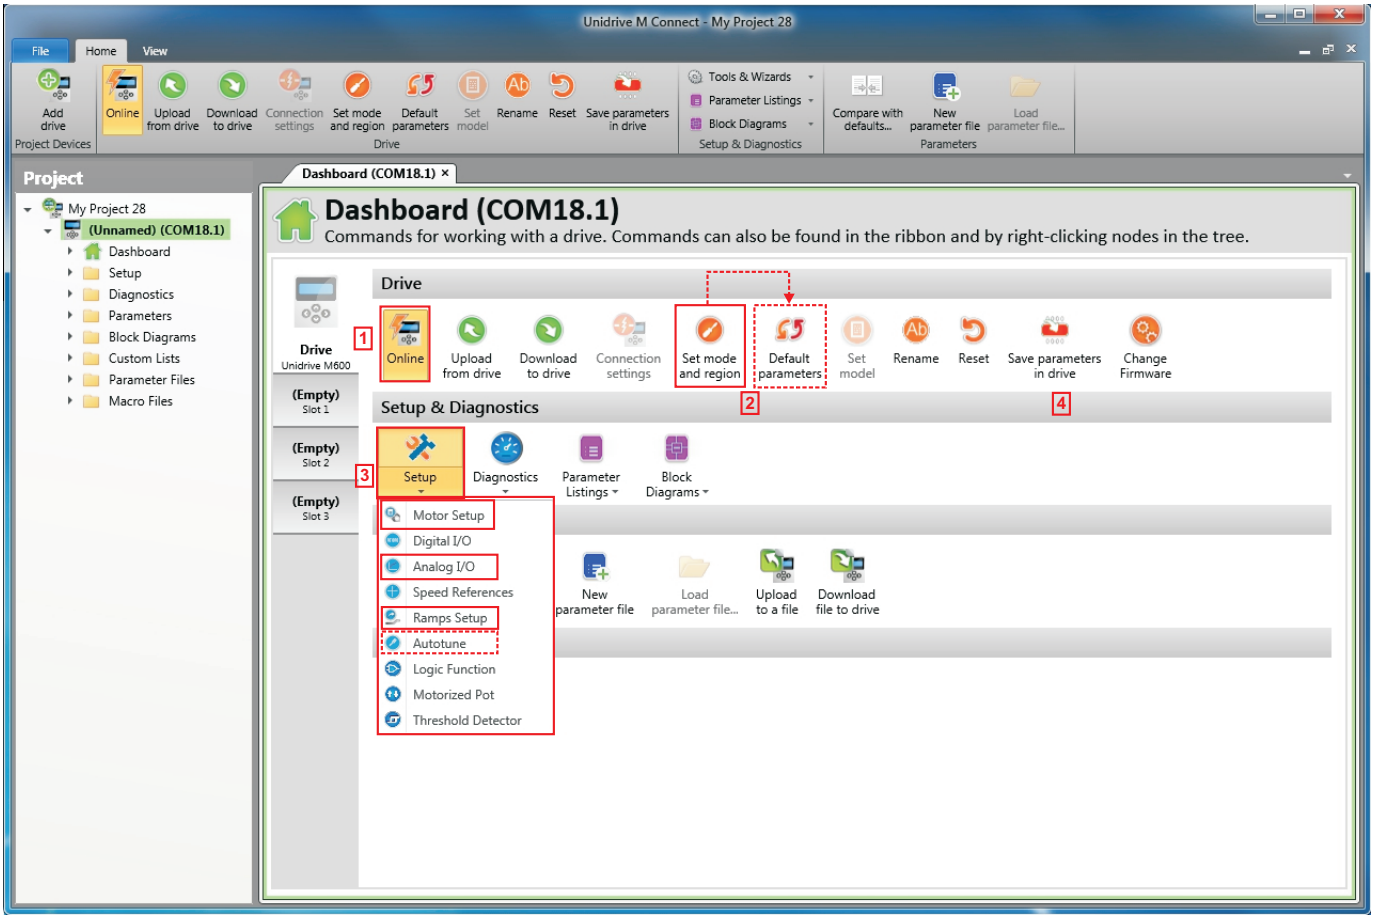 Unidrive M Connect - My Project 28
File Home View
Add drive
Online
Upload from drive
Download to drive
Connection settings
Set mode and region
Default parameters
Set model
Rename
Reset
Save parameters in drive
Tools & Wizards
Parameter Listings
Block Diagrams
Compare with defaults...
New parameter file
Load parameter file...
Project Devices
Drive
Setup & Diagnostics
Parameters
Project
My Project 28
(Unnamed) (COM18.1)
Dashboard
Setup
Diagnostics
Parameters
Block Diagrams
Custom Lists
Parameter Files
Macro Files
Dashboard (COM18.1) ×
Dashboard (COM18.1)
Commands for working with a drive. Commands can also be found in the ribbon and by right-clicking nodes in the tree.
Drive
Unidrive M600
(Empty)
Slot 1
(Empty)
Slot 2
(Empty)
Slot 3
Drive
1
Online
Upload from drive
Download to drive
Connection settings
Set mode and region
Default parameters
Set model
Rename
Reset
Save parameters in drive
Change Firmware
2
4
Setup & Diagnostics
3
Setup
Diagnostics
Parameter Listings
Block Diagrams
Motor Setup
Digital I/O
Analog I/O
Speed References
Ramps Setup
Autotune
Logic Function
Motorized Pot
Threshold Detector
New parameter file
Load parameter file...
Upload to a file
Download file to drive